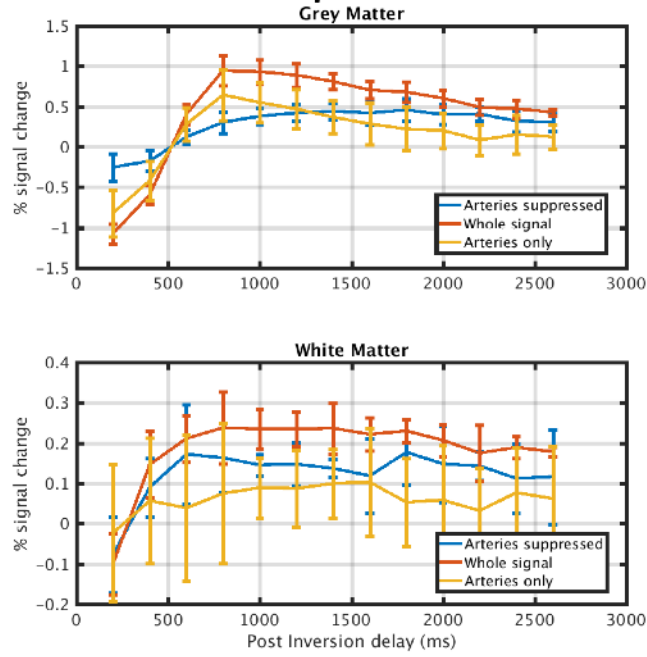 Grey Matter
% signal change
1.5
1
0.5
0
-0.5
-1
-1.5
Arteries suppressed
Whole signal
Arteries only
0 500 1000 1500 2000 2500 3000
White Matter
% signal change
0.4
0.3
0.2
0.1
0
-0.1
-0.2
Arteries suppressed
Whole signal
Arteries only
0 500 1000 1500 2000 2500 3000
Post Inversion delay (ms)